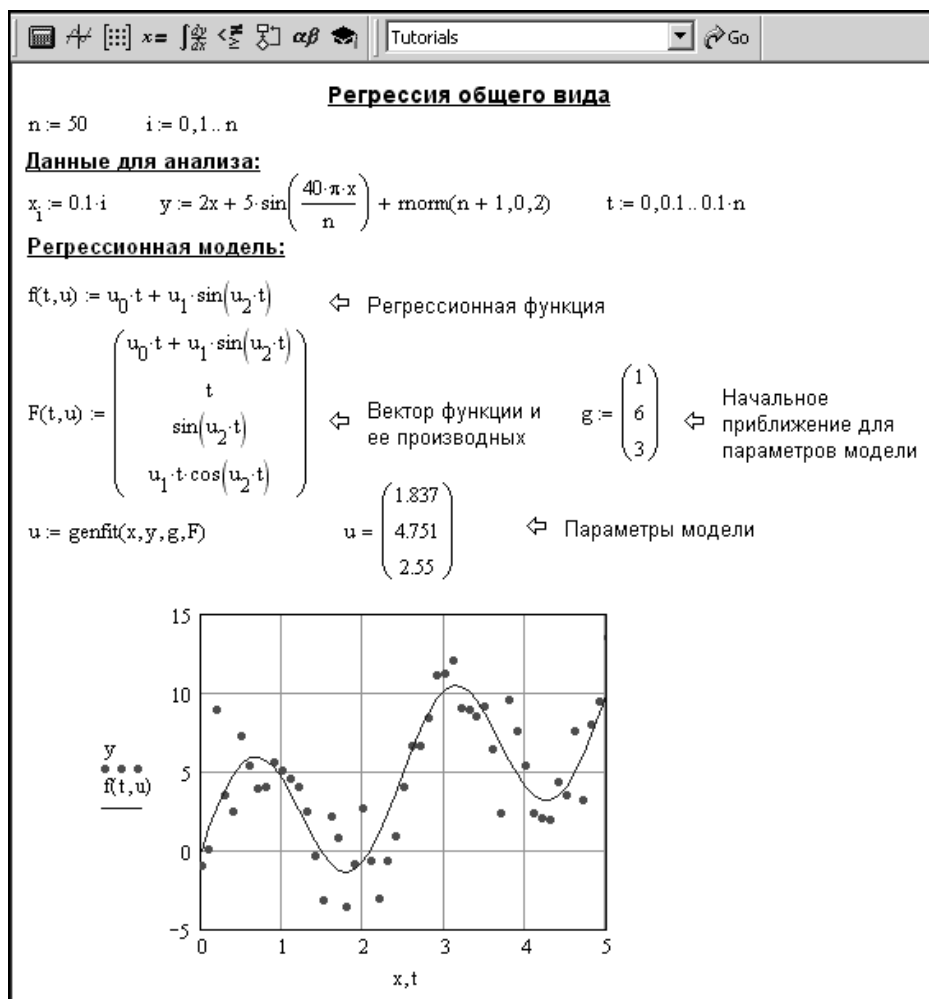 x= ∫dy/dx <≠≥ αβ Tutorials Go
Регрессия общего вида
n := 50 i := 0,1.. n
Данные для анализа:
x_i := 0.1·i y := 2x + 5·sin(40·π·x / n) + rnorm(n + 1,0,2) t := 0,0.1.. 0.1·n
Регрессионная модель:
f(t,u) := u_0·t + u_1·sin(u_2·t) ⇦ Регрессионная функция
F(t,u) :=
u_0·t + u_1·sin(u_2·t)
t
sin(u_2·t)
u_1·t·cos(u_2·t)
⇦ Вектор функции и
ее производных
g :=
1
6
3
⇦ Начальное
приближение для
параметров модели
u := genfit(x,y,g,F)
u =
1.837
4.751
2.55
⇦ Параметры модели
15
10
5
0
−5
y
f(t,u)
0 1 2 3 4 5
x,t